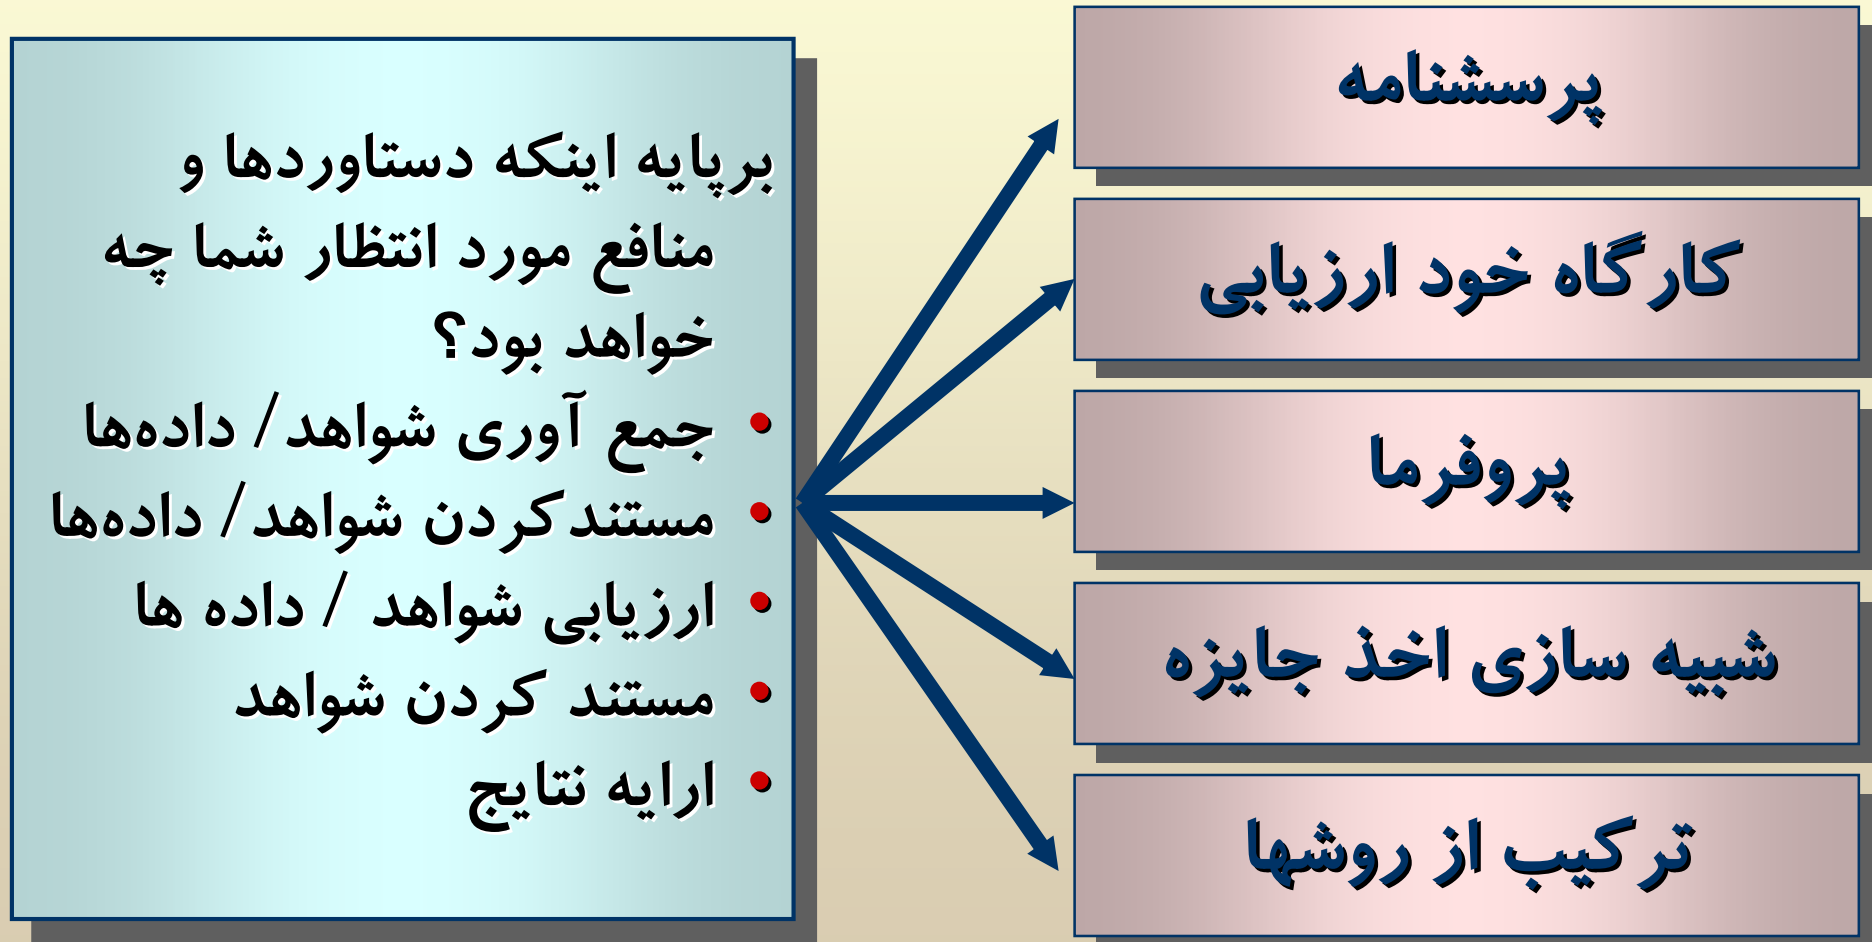 برپایه اینکه دستاوردها و
منافع مورد انتظار شما چه
خواهد بود؟
• جمع آوری شواهد/ داده‌ها
• مستندکردن شواهد/ داده‌ها
• ارزیابی شواهد / داده ها
• مستند کردن شواهد
• ارایه نتایج
پرسشنامه
کارگاه خود ارزیابی
پروفرما
شبیه سازی اخذ جایزه
ترکیب از روشها